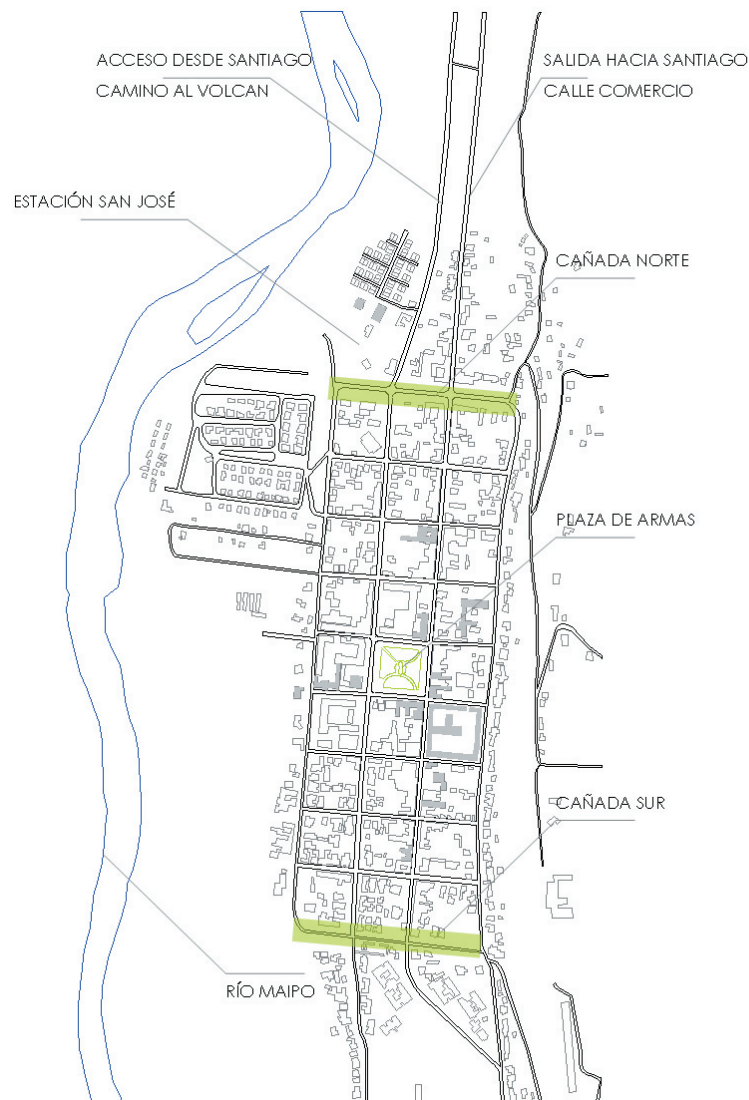 ACCESO DESDE SANTIAGO
CAMINO AL VOLCAN
SALIDA HACIA SANTIAGO
CALLE COMERCIO
ESTACIÓN SAN JOSÉ
CAÑADA NORTE
PLAZA DE ARMAS
CAÑADA SUR
RÍO MAIPO